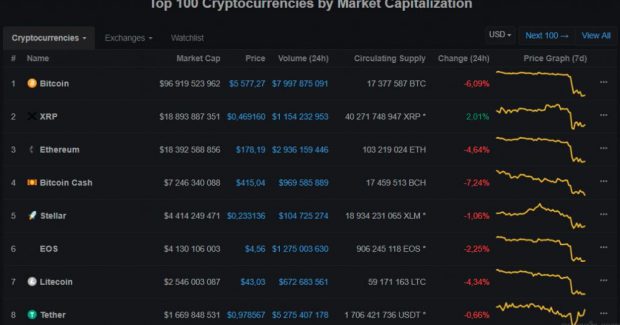 Top 100 Cryptocurrencies by Market Capitalization
Cryptocurrencies Exchanges Watchlist USD Next 100 → View All
# Name Market Cap Price Volume (24h) Circulating Supply Change (24h) Price Graph (7d)
1 Bitcoin $96 919 523 962 $5 577,27 $7 997 875 091 17 377 587 BTC -6,09%
2 XRP $18 893 887 351 $0,469160 $1 154 232 953 40 271 748 947 XRP * 2,01%
3 Ethereum $18 392 588 856 $178,19 $2 936 159 446 103 219 024 ETH -4,64%
4 Bitcoin Cash $7 246 340 088 $415,04 $969 585 889 17 459 513 BCH -7,24%
5 Stellar $4 414 249 471 $0,233136 $104 725 274 18 934 231 065 XLM * -1,06%
6 EOS $4 130 106 003 $4,56 $1 275 003 630 906 245 118 EOS * -2,25%
7 Litecoin $2 546 003 087 $43,03 $672 683 561 59 171 163 LTC -4,34%
8 Tether $1 669 848 531 $0,978567 $5 275 407 178 1 706 421 736 USDT * -0,66%